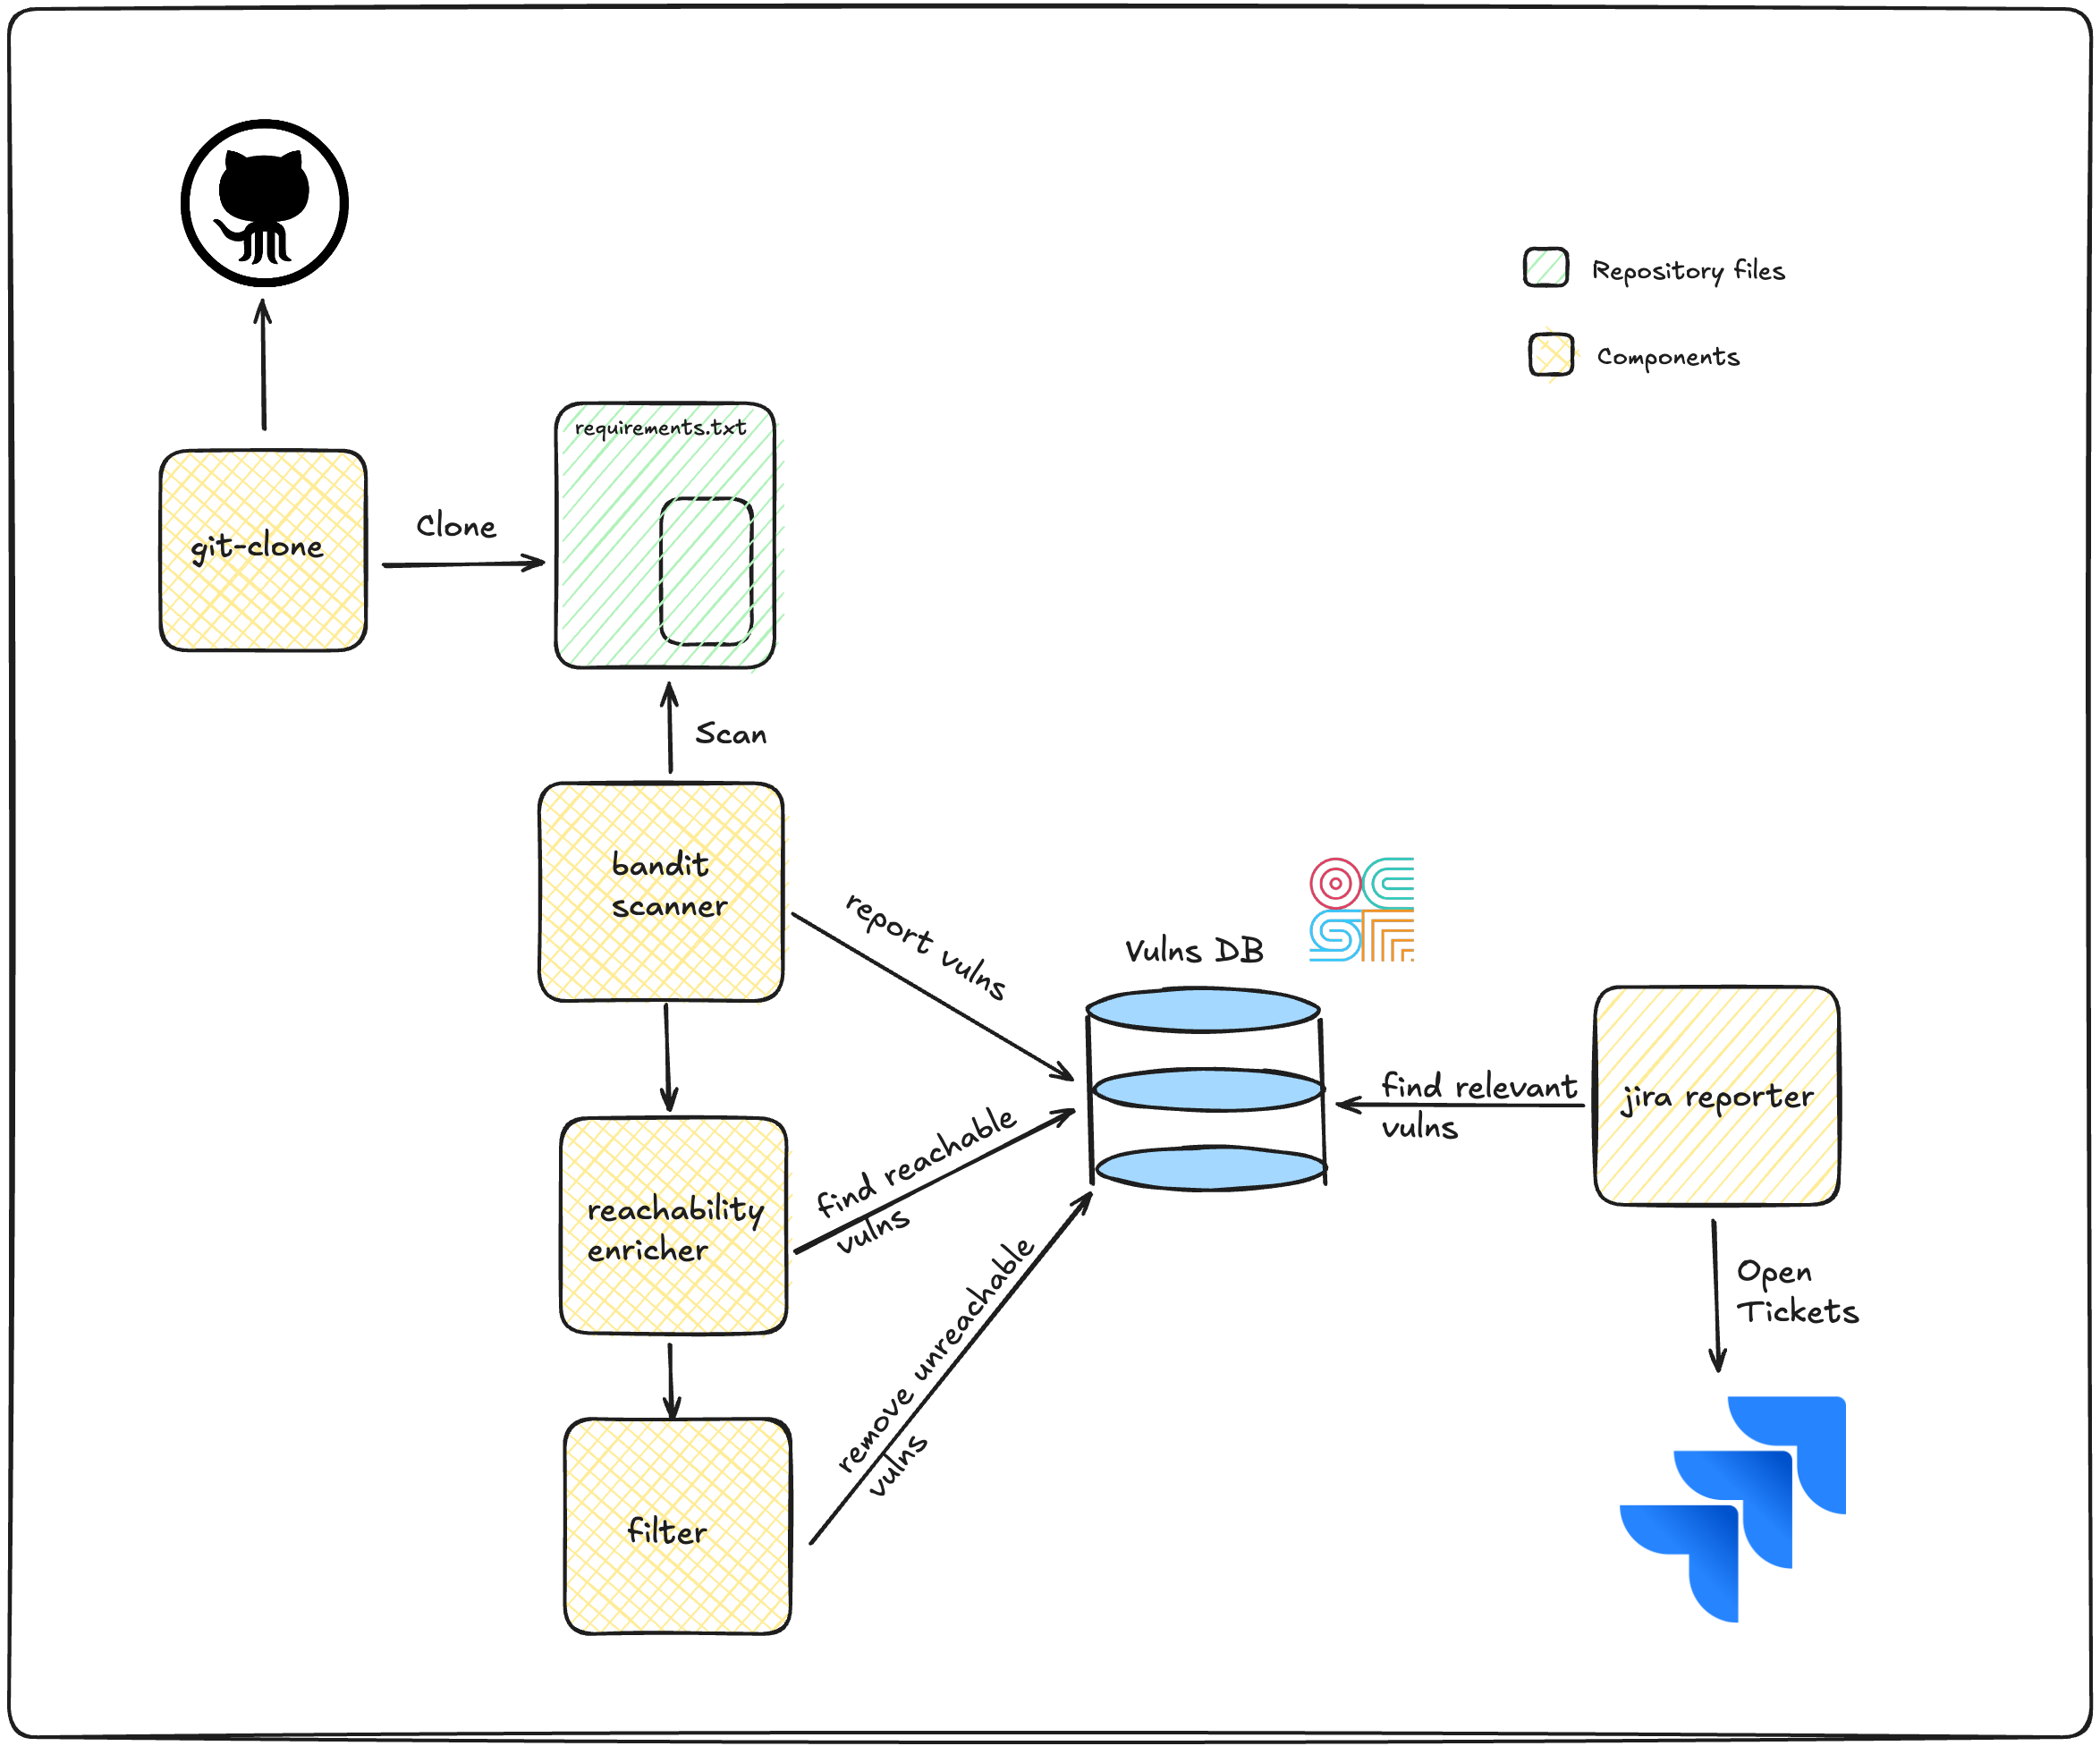 Repository files
Components
requirements.txt
Clone
git-clone
Scan
bandit
scanner
report vulns
Vulns DB
OCSF
find relevant
vulns
jira reporter
find reachable
vulns
reachability
enricher
Open
Tickets
remove unreachable
vulns
filter